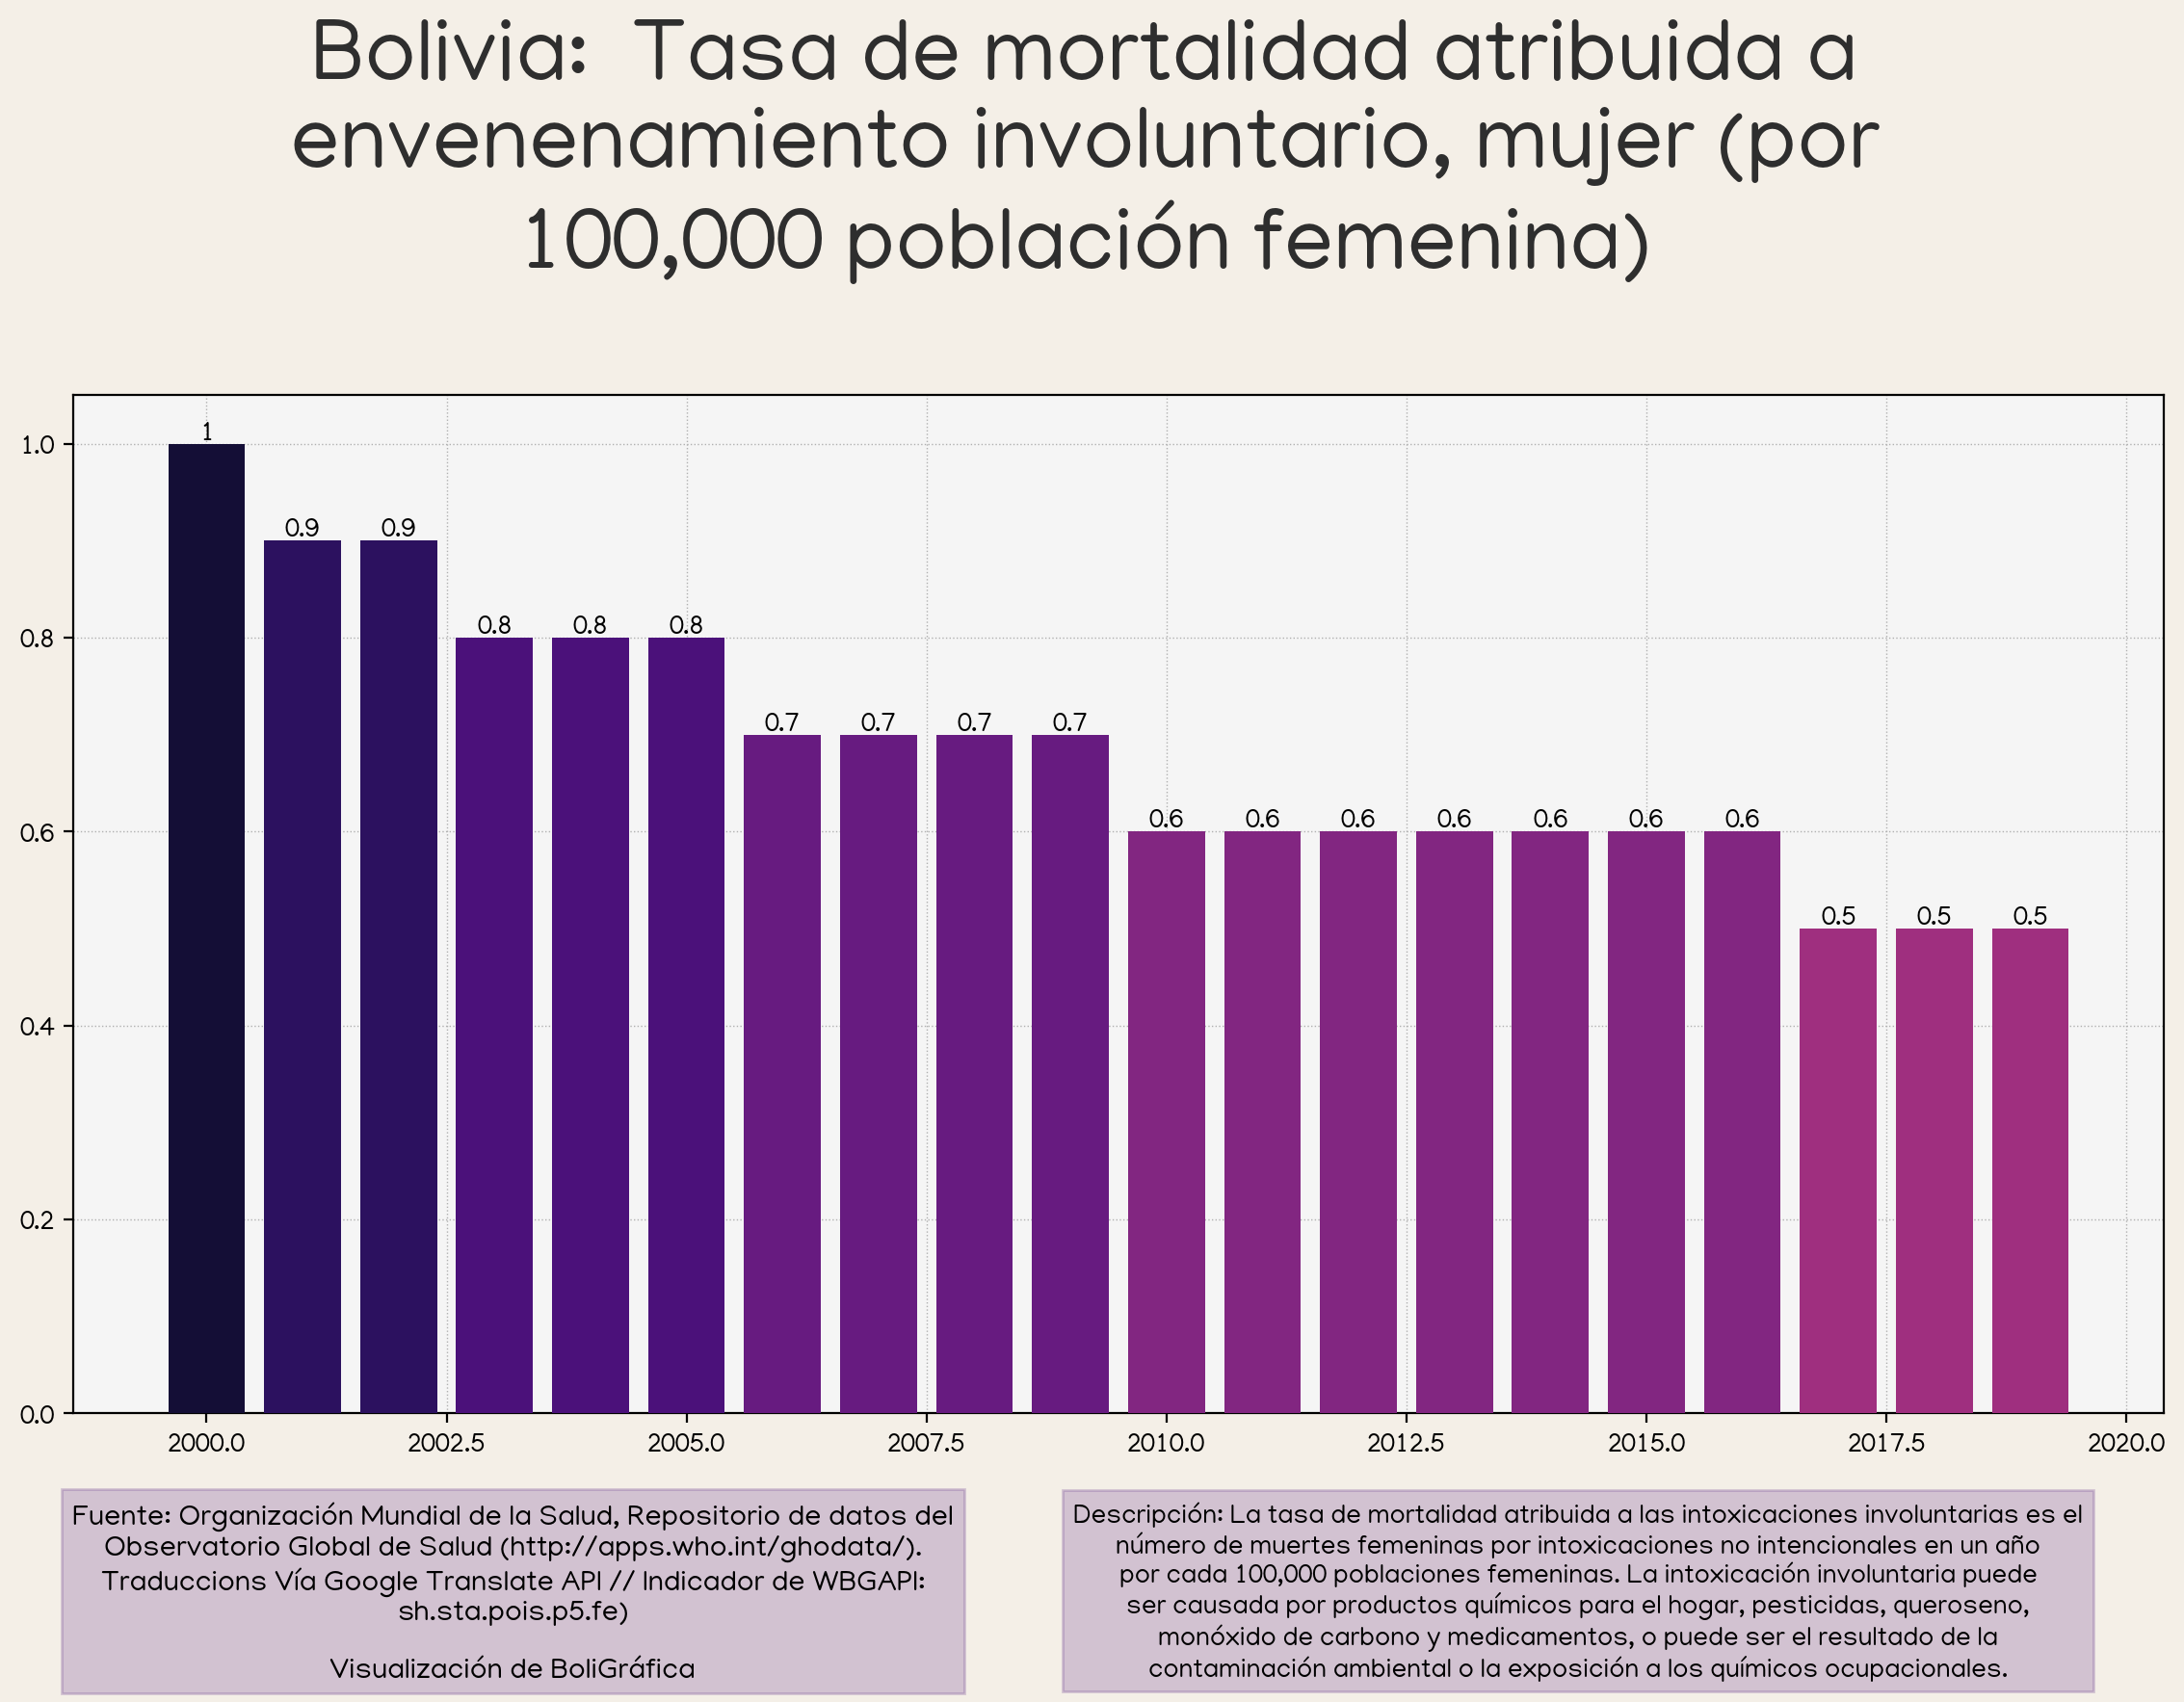 Bolivia:  Tasa de mortalidad atribuida a
envenenamiento involuntario, mujer (por
100,000 población femenina)
1
0.9
0.9
0.8
0.8
0.8
0.7
0.7
0.7
0.7
0.6
0.6
0.6
0.6
0.6
0.6
0.6
0.5
0.5
0.5
1.0
0.8
0.6
0.4
0.2
0.0
2000.0
2002.5
2005.0
2007.5
2010.0
2012.5
2015.0
2017.5
2020.0
Fuente: Organización Mundial de la Salud, Repositorio de datos del
Observatorio Global de Salud (http://apps.who.int/ghodata/).
Traduccions Vía Google Translate API // Indicador de WBGAPI:
sh.sta.pois.p5.fe)
Visualización de BoliGráfica
Descripción: La tasa de mortalidad atribuida a las intoxicaciones involuntarias es el
número de muertes femeninas por intoxicaciones no intencionales en un año
por cada 100,000 poblaciones femeninas. La intoxicación involuntaria puede
ser causada por productos químicos para el hogar, pesticidas, queroseno,
monóxido de carbono y medicamentos, o puede ser el resultado de la
contaminación ambiental o la exposición a los químicos ocupacionales.